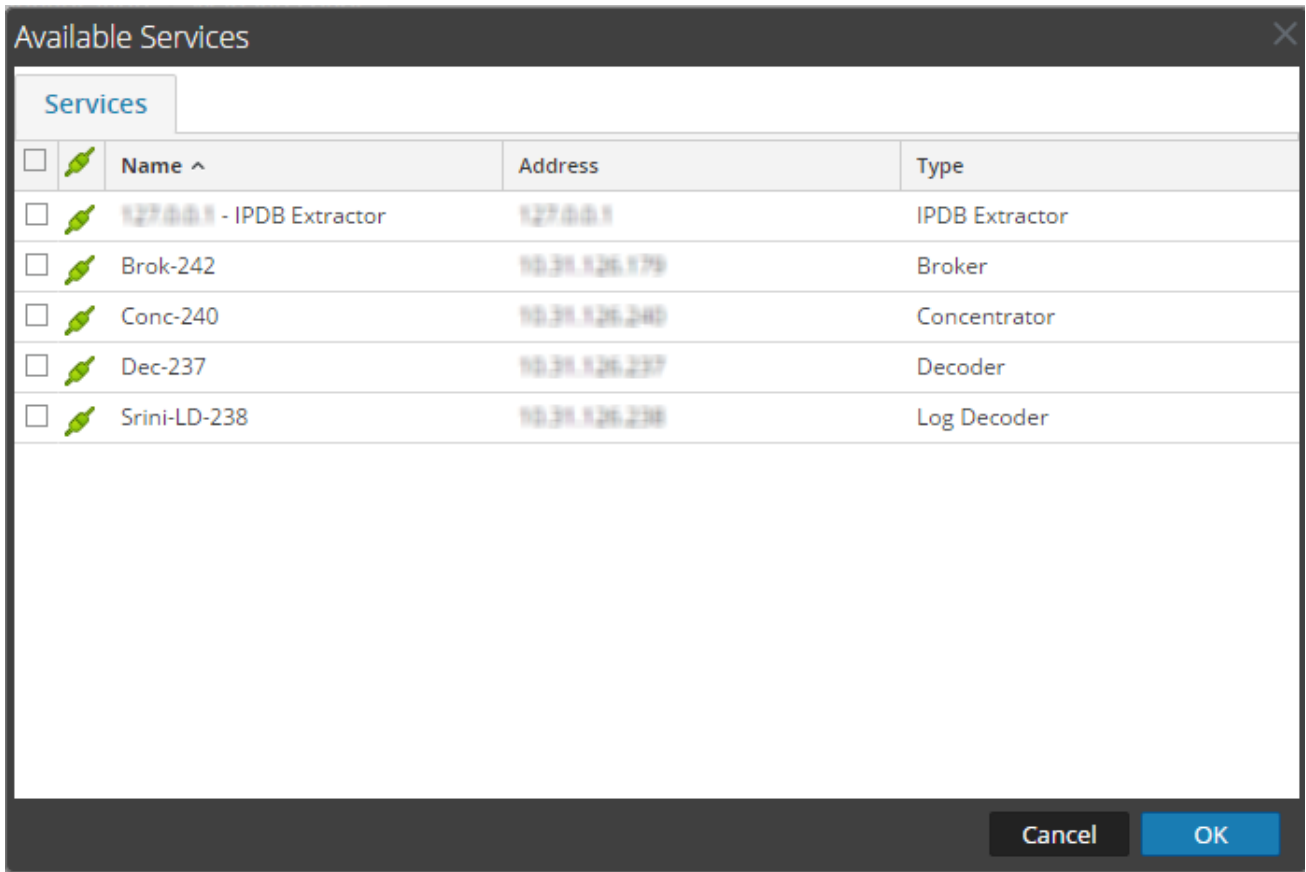 Available Services
Services
Name Address Type
- IPDB Extractor IPDB Extractor
Brok-242 Broker
Conc-240 Concentrator
Dec-237 Decoder
Srini-LD-238 Log Decoder
Cancel OK